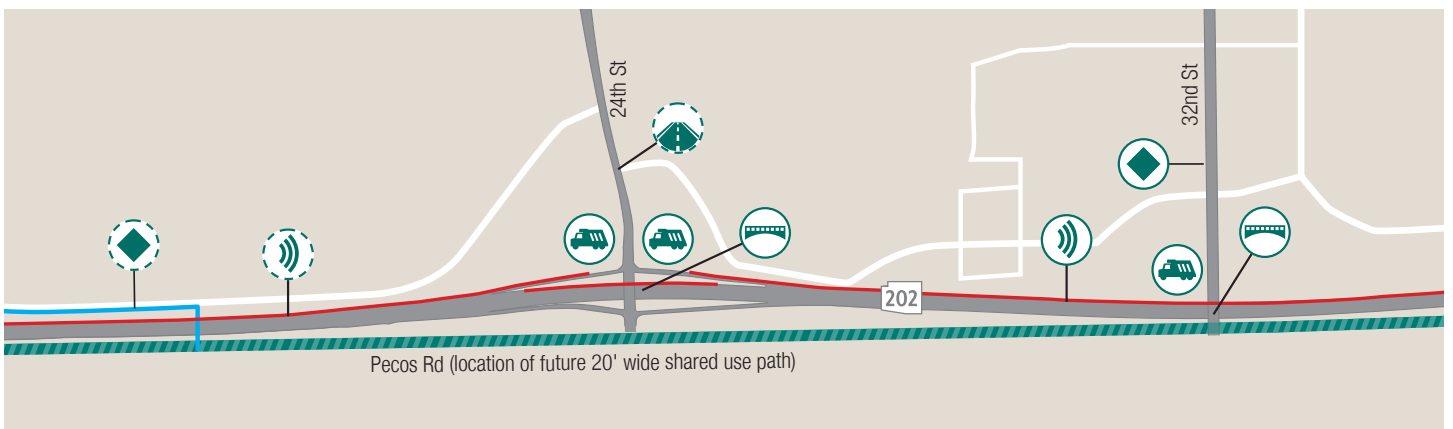 24th St
32nd St
202
Pecos Rd (location of future 20' wide shared use path)